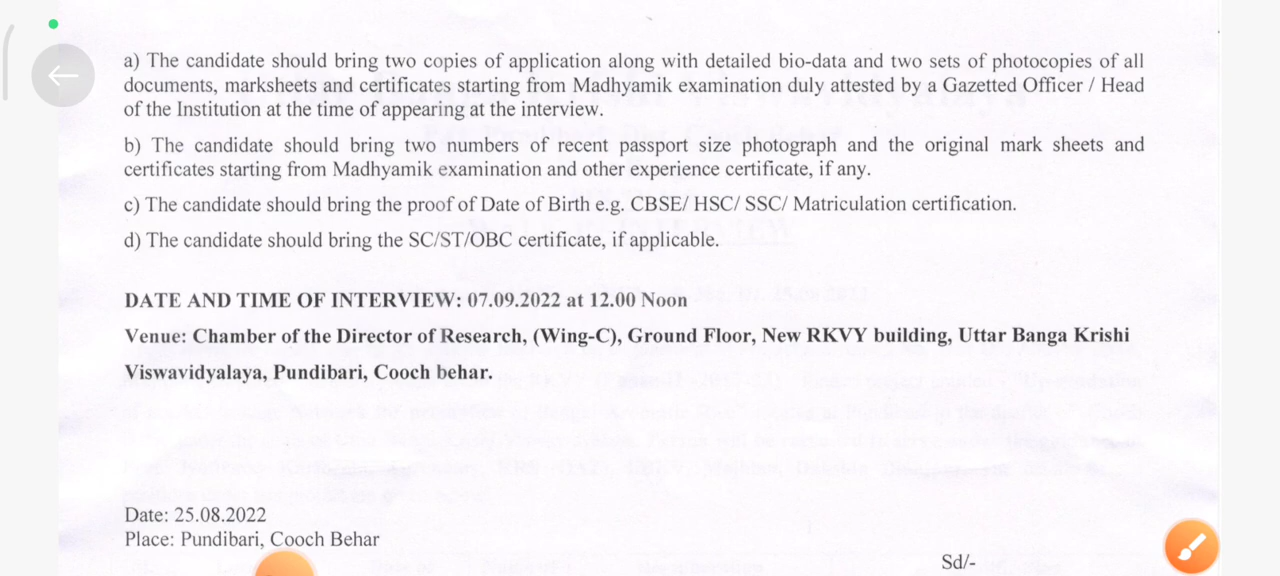 a) The candidate should bring two copies of application along with detailed bio-data and two sets of photocopies of all
documents, marksheets and certificates starting from Madhyamik examination duly attested by a Gazetted Officer / Head
of the Institution at the time of appearing at the interview.
b) The candidate should bring two numbers of recent passport size photograph and the original mark sheets and
certificates starting from Madhyamik examination and other experience certificate, if any.
c) The candidate should bring the proof of Date of Birth e.g. CBSE/ HSC/ SSC/ Matriculation certification.
d) The candidate should bring the SC/ST/OBC certificate, if applicable.
DATE AND TIME OF INTERVIEW: 07.09.2022 at 12.00 Noon
Venue: Chamber of the Director of Research, (Wing-C), Ground Floor, New RKVY building, Uttar Banga Krishi
Viswavidyalaya, Pundibari, Cooch behar.
Date: 25.08.2022
Place: Pundibari, Cooch Behar
Sd/-